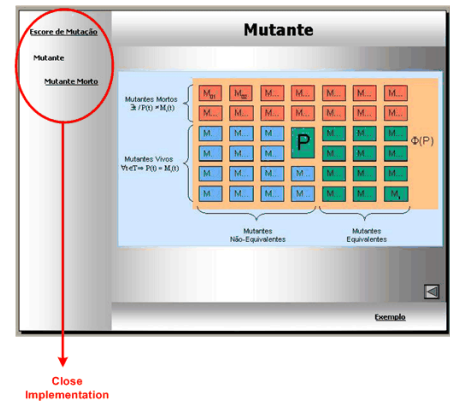 Escore de Mutação
Mutante
Mutante
Mutante Morto
Mutantes Mortos
M... M... M... M... M... M...
M... M... M... M... M... M... M...
M... M... M... P M... M... M...
Mutantes Vivos
M... M... M... M... M... M...
M... M... M... M... M... M... M...
M... M... M... M... M... M...
Φ(P)
Mutantes
Não-Equivalentes
Mutantes
Equivalentes
Exemplo
Close
Implementation